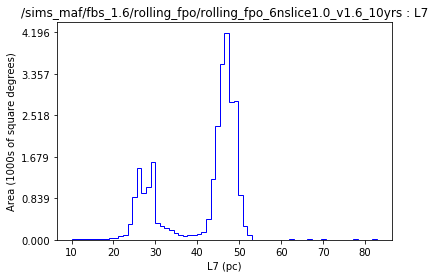 /sims_maf/fbs_1.6/rolling_fpo/rolling_fpo_6nslice1.0_v1.6_10yrs : L7
4.196
3.357
2.518
1.679
0.839
0.000
Area (1000s of square degrees)
10 20 30 40 50 60 70 80
L7 (pc)